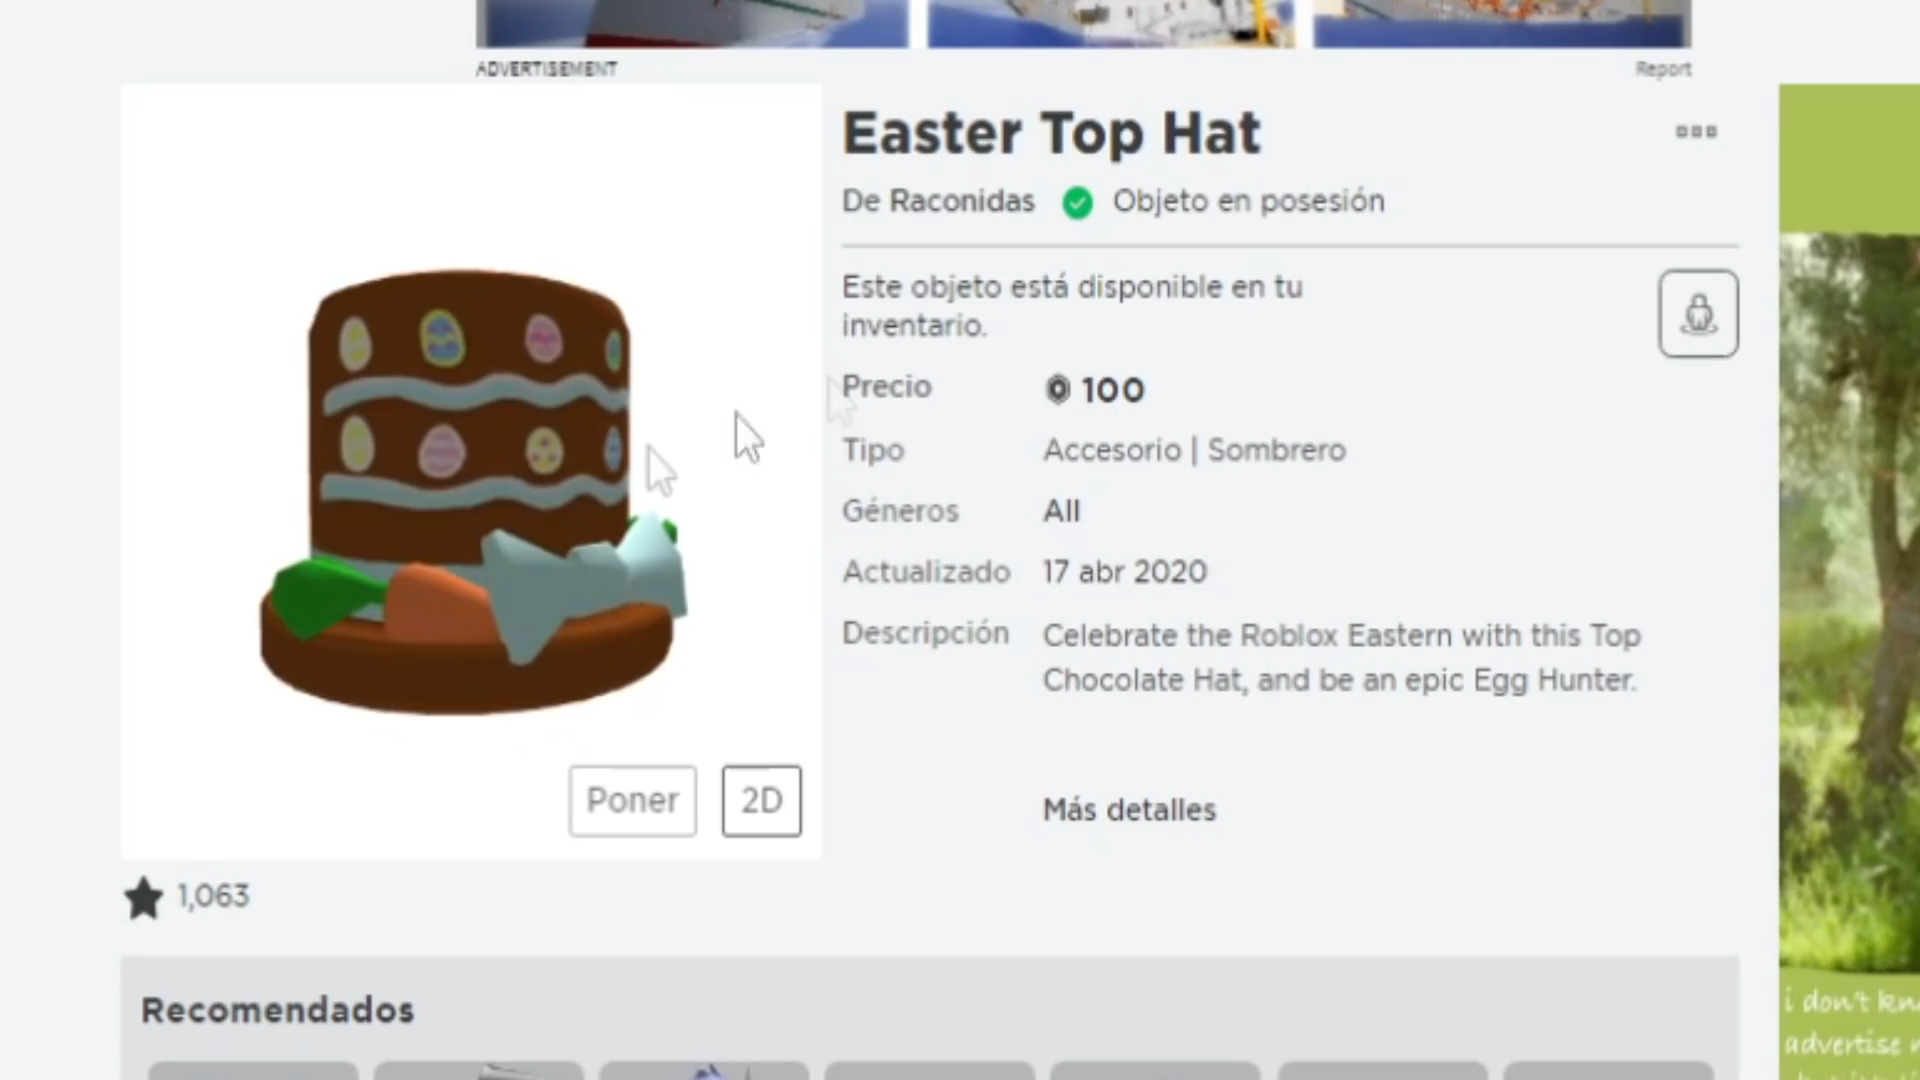 ADVERTISEMENT
Report
Easter Top Hat
De Raconidas Objeto en posesión
Este objeto está disponible en tu
inventario.
Precio 100
Tipo Accesorio | Sombrero
Géneros All
Actualizado 17 abr 2020
Descripción Celebrate the Roblox Eastern with this Top
Chocolate Hat, and be an epic Egg Hunter.
Más detalles
Poner 2D
1,063
Recomendados
i don't
advertise